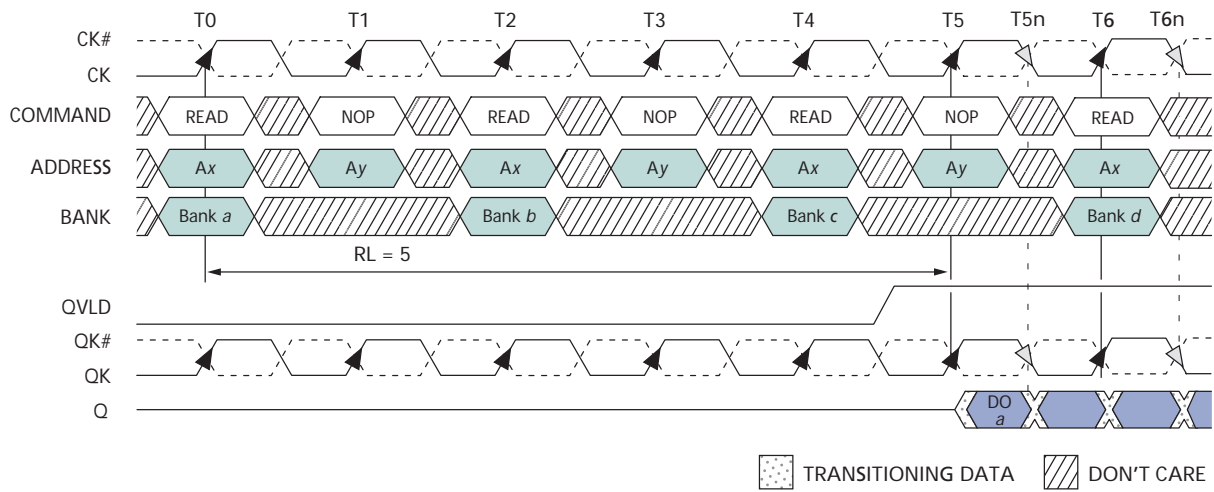 T0 T1 T2 T3 T4 T5 T5n T6 T6n
CK#
CK
COMMAND READ NOP READ NOP READ NOP READ
ADDRESS Ax Ay Ax Ay Ax Ay Ax
BANK Bank a Bank b Bank c Bank d
RL = 5
QVLD
QK#
QK
Q DO
a
TRANSITIONING DATA DON'T CARE